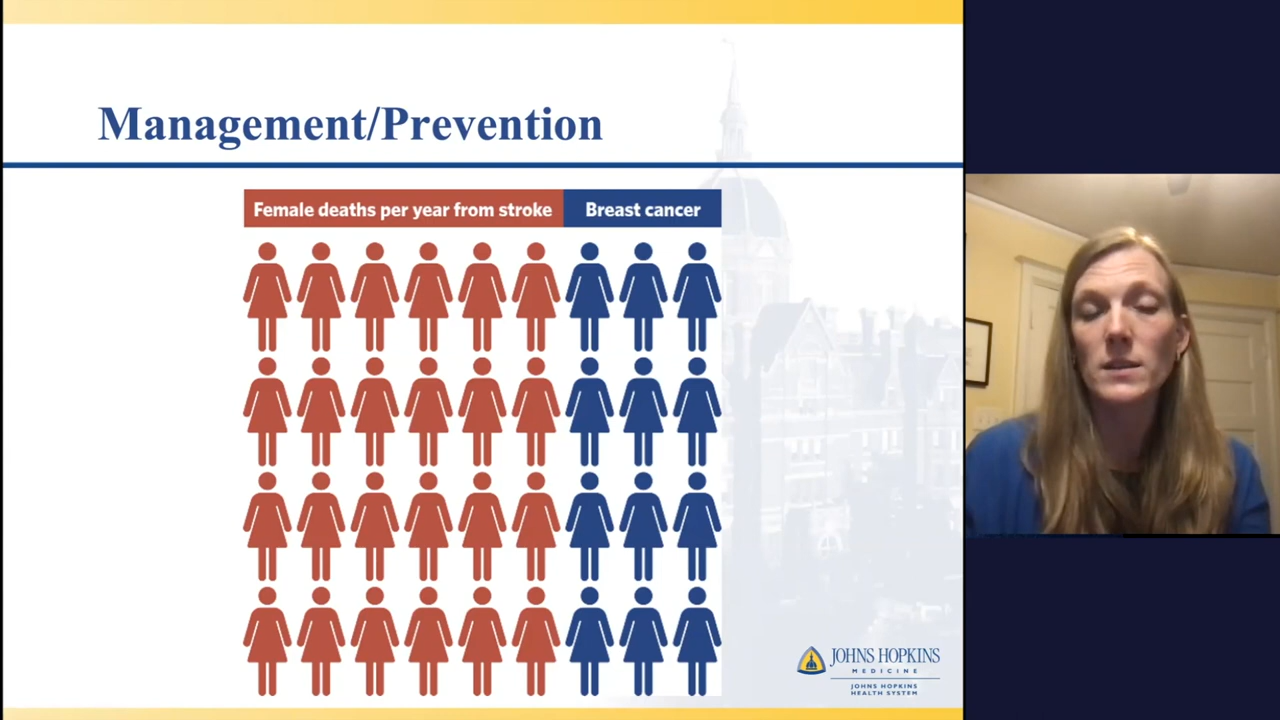 Management/Prevention
Female deaths per year from stroke
Breast cancer
JOHNS HOPKINS
MEDICINE
JOHNS HOPKINS
HEALTH SYSTEM